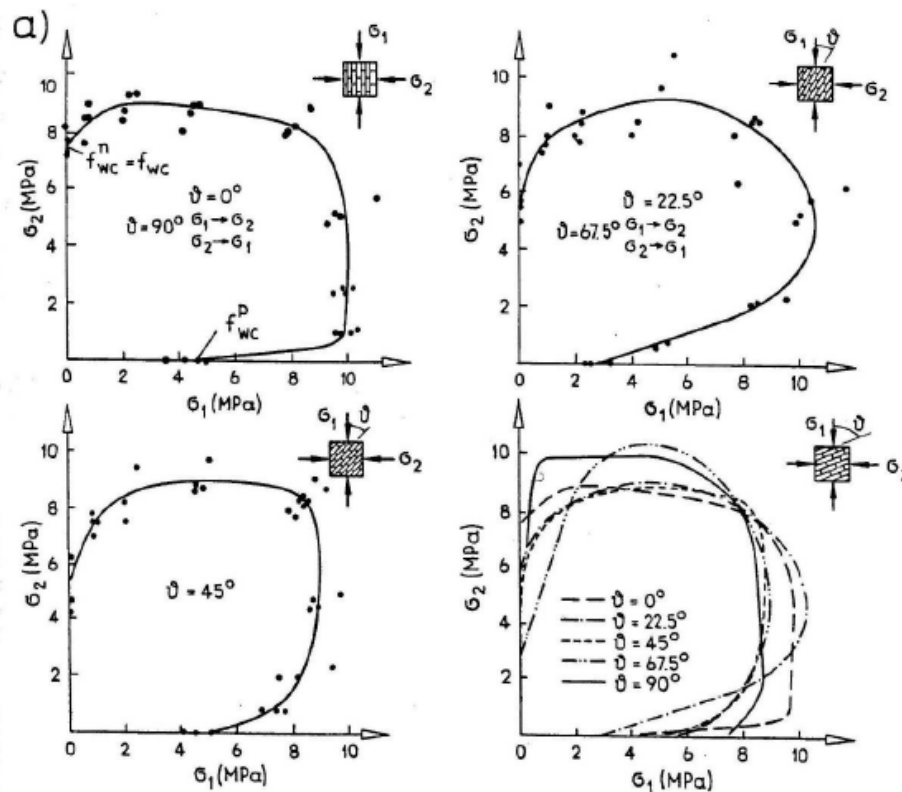 a)
σ₁
σ₂
σ₂(MPa)
10
8
6
4
2
0
fⁿwc = fwc
ϑ=0°
ϑ=90° σ₁→σ₂
σ₂→σ₁
fᵖwc
0 2 4 6 8 10
σ₁(MPa)
σ₁ ϑ
σ₂
σ₂(MPa)
10
8
6
4
2
ϑ = 22.5°
ϑ=67.5° σ₁→σ₂
σ₂→σ₁
0 2 4 6 8 10
σ₁(MPa)
σ₁ ϑ
σ₂
σ₂(MPa)
10
8
6
4
2
ϑ = 45°
0 2 4 6 8 10
σ₁(MPa)
σ₁ ϑ
σ₂
σ₂(MPa)
10
8
6
4
2
ϑ = 0°
ϑ = 22.5°
ϑ = 45°
ϑ = 67.5°
ϑ = 90°
0 2 4 6 8 10
σ₁(MPa)